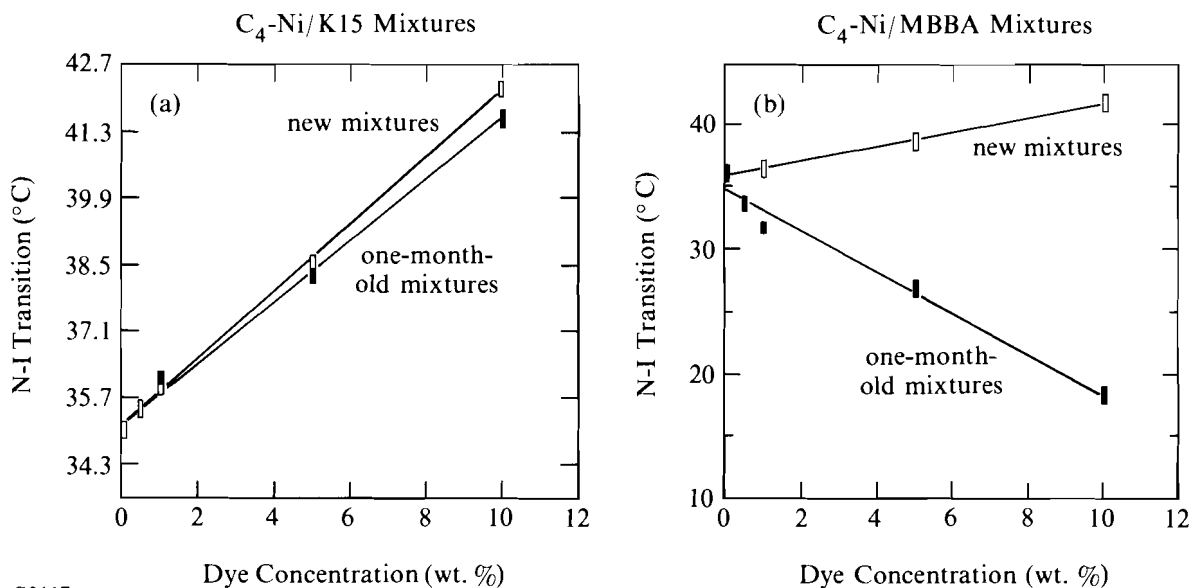 C4-Ni/K15 Mixtures
42.7
41.3
39.9
38.5
37.1
35.7
34.3
N-I Transition (°C)
(a)
new mixtures
one-month-
old mixtures
0 2 4 6 8 10 12
Dye Concentration (wt. %)
C4-Ni/MBBA Mixtures
40
30
20
10
N-I Transition (°C)
(b)
new mixtures
one-month-
old mixtures
0 2 4 6 8 10 12
Dye Concentration (wt. %)